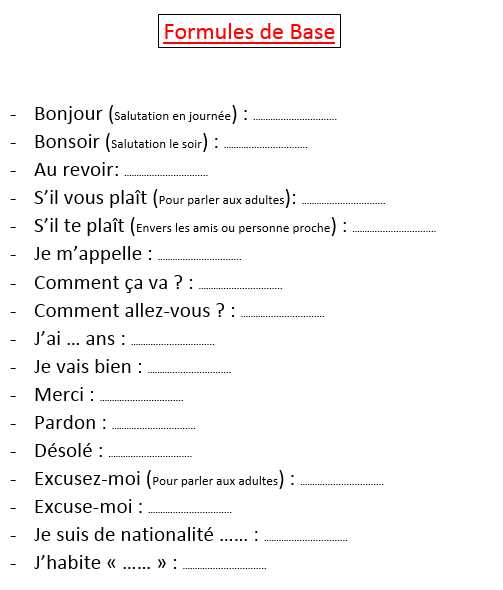 Formules de Base
- Bonjour (Salutation en journée) : ……………………………
- Bonsoir (Salutation le soir) : ……………………………
- Au revoir: ……………………………
- S’il vous plaît (Pour parler aux adultes): ……………………………
- S’il te plaît (Envers les amis ou personne proche) : ……………………………
- Je m’appelle : ……………………………
- Comment ça va ? : ……………………………
- Comment allez-vous ? : ……………………………
- J’ai … ans : ……………………………
- Je vais bien : ……………………………
- Merci : ……………………………
- Pardon : ……………………………
- Désolé : ……………………………
- Excusez-moi (Pour parler aux adultes) : ……………………………
- Excuse-moi : ……………………………
- Je suis de nationalité …… : ……………………………
- J’habite « …… » : ……………………………